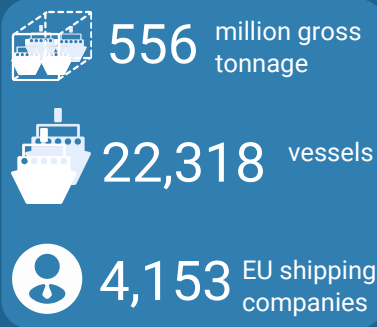 556 million gross
tonnage
22,318 vessels
4,153 EU shipping
companies